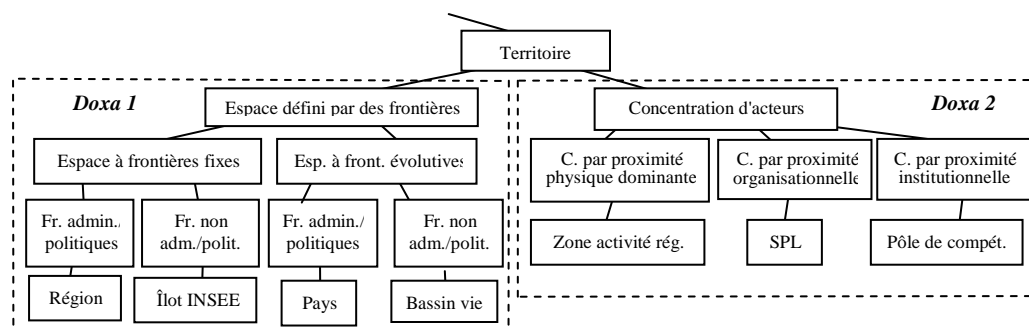 Territoire
Doxa 1
Espace défini par des frontières
Concentration d'acteurs
Doxa 2
Espace à frontières fixes
Esp. à front. évolutives
C. par proximité
physique dominante
C. par proximité
organisationnelle
C. par proximité
institutionnelle
Fr. admin./
politiques
Fr. non
adm./polit.
Fr. admin./
politiques
Fr. non
adm./polit.
Zone activité rég.
SPL
Pôle de compét.
Région
Îlot INSEE
Pays
Bassin vie